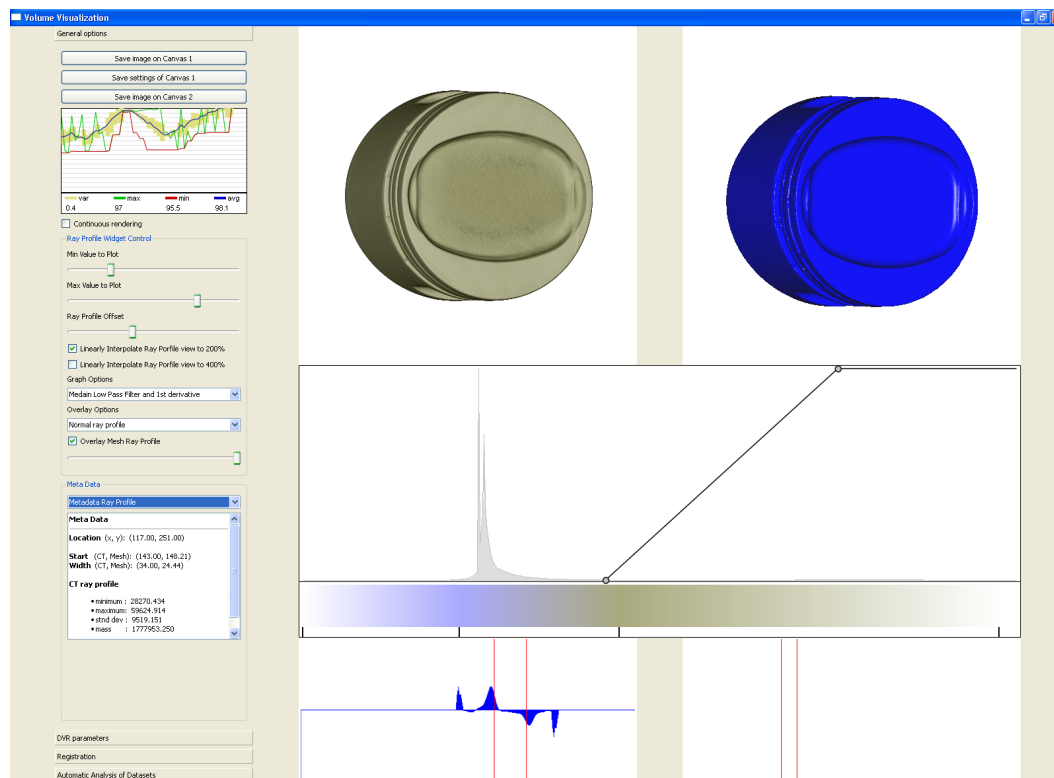 Volume Visualization
General options
Save image on Canvas 1
Save settings of Canvas 1
Save image on Canvas 2
var max min avg
0.4 97 95.5 98.1
Continuous rendering
Ray Profile Widget Control
Min Value to Plot
Max Value to Plot
Ray Profile Offset
Linearly Interpolate Ray Porfile view to 200%
Linearly Interpolate Ray Porfile view to 400%
Graph Options
Medain Low Pass Filter and 1st derivative
Overlay Options
Normal ray profile
Overlay Mesh Ray Profile
Meta Data
Metadata Ray Profile
Meta Data
Location (x, y): (117.00, 251.00)
Start (CT, Mesh): (143.00, 148.21)
Width (CT, Mesh): (34.00, 24.44)
CT ray profile
• minimum : 28270.434
• maximum: 59624.914
• stnd dev : 9519.151
• mass : 1777953.250
DVR parameters
Registration
Automatic Analysis of Datasets